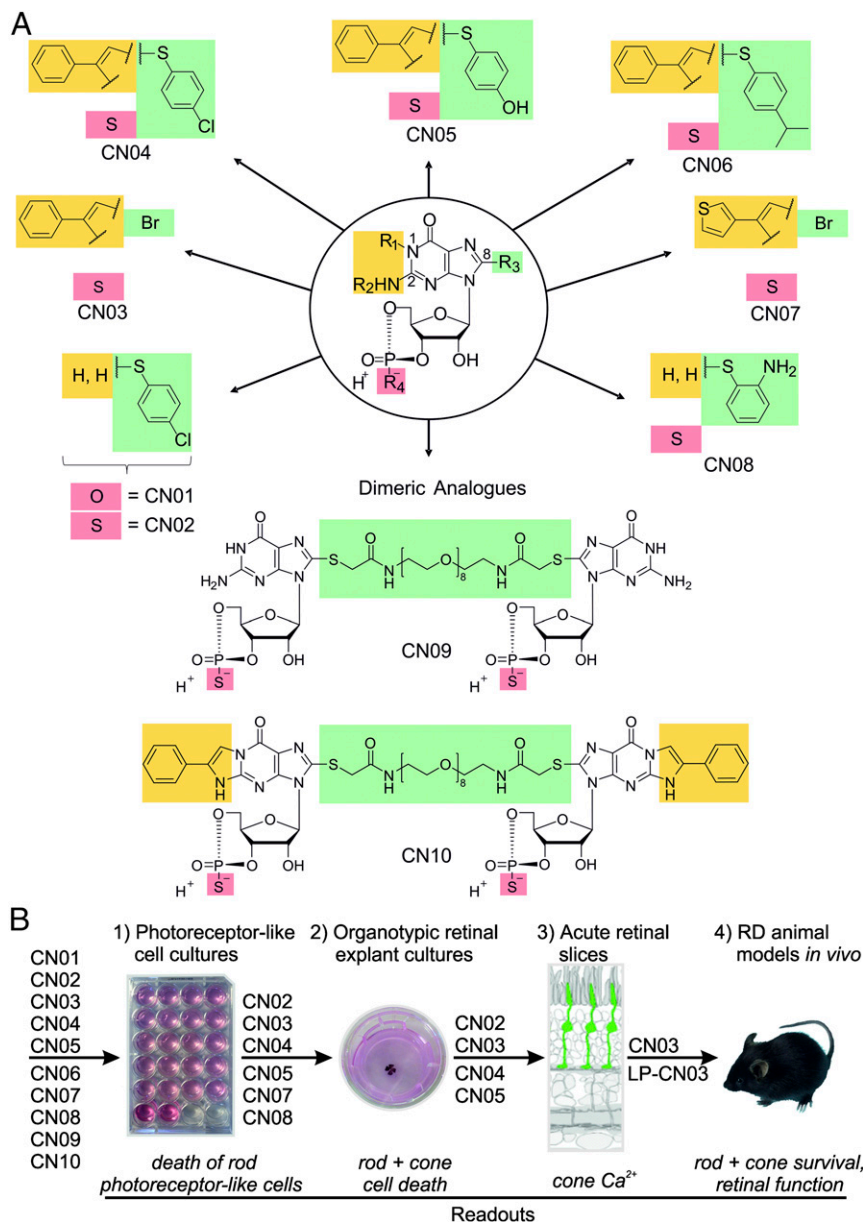 A
S
Cl
S
CN04
S
OH
S
CN05
S
S
CN06
Br
S
CN03
O
R1
N
1
N
8
R3
R2HN
2
N
N
O
O
O
P
O
OH
H+
R4
−
S
Br
S
CN07
H, H
S
Cl
O = CN01
S = CN02
H, H
S
NH2
S
CN08
Dimeric Analogues
O
HN
N
H2N
N
N
S
O
N
H
O
8
H
N
O
S
N
N
O
NH
N
NH2
O
O
O
P
O
OH
S−
H+
CN09
O
O
O
P
O
OH
S−
H+
O
N
N
N
H
N
N
S
O
N
H
O
8
H
N
O
S
N
N
O
N
N
N
H
O
O
O
P
O
OH
S−
H+
CN10
O
O
O
P
O
OH
S−
H+
B
1) Photoreceptor-like
cell cultures
2) Organotypic retinal
explant cultures
3) Acute retinal
slices
4) RD animal
models in vivo
CN01
CN02
CN03
CN04
CN05
CN06
CN07
CN08
CN09
CN10
CN02
CN03
CN04
CN05
CN07
CN08
CN02
CN03
CN04
CN05
CN03
LP-CN03
death of rod
photoreceptor-like cells
rod + cone
cell death
cone Ca2+
rod + cone survival,
retinal function
Readouts